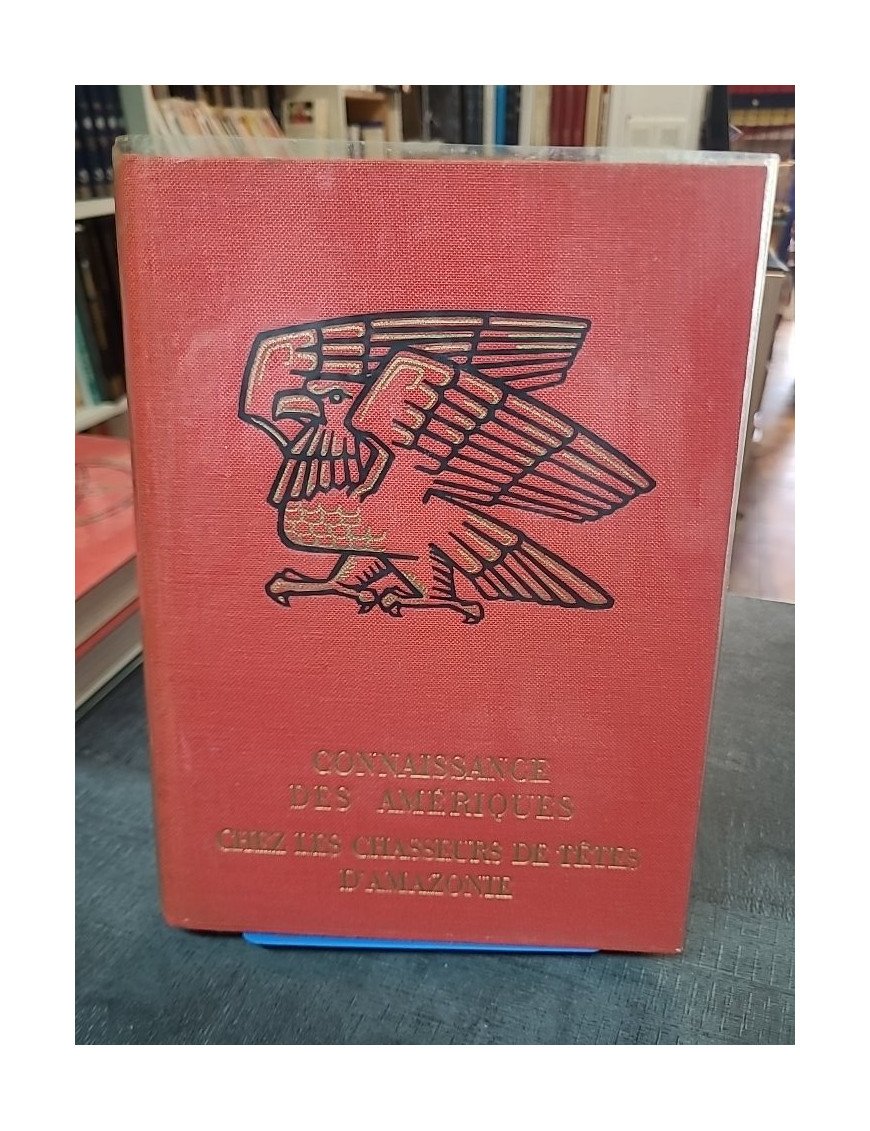 CONNAISSANCE
DES AMÉRIQUES
CHEZ LES CHASSEURS DE TÊTES
D'AMAZONIE